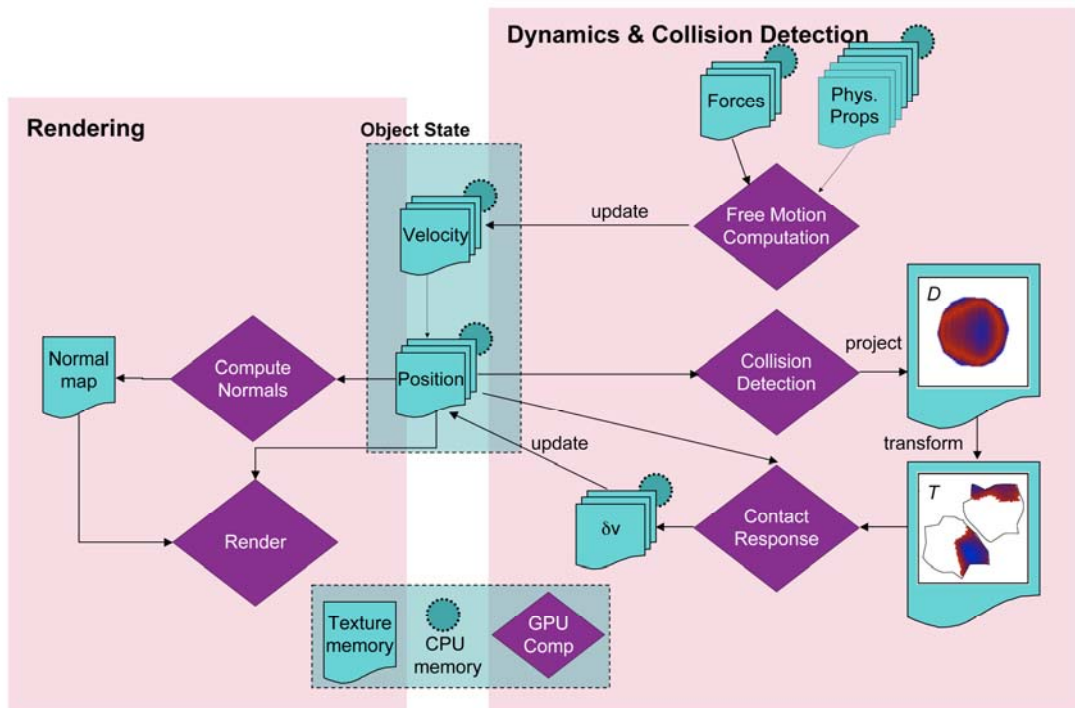 Dynamics & Collision Detection
Rendering
Object State
Forces
Phys.
Props
Velocity
update
Free Motion
Computation
Normal
map
Compute
Normals
Position
Collision
Detection
project
D
transform
update
Render
δv
Contact
Response
T
Texture
memory
CPU
memory
GPU
Comp